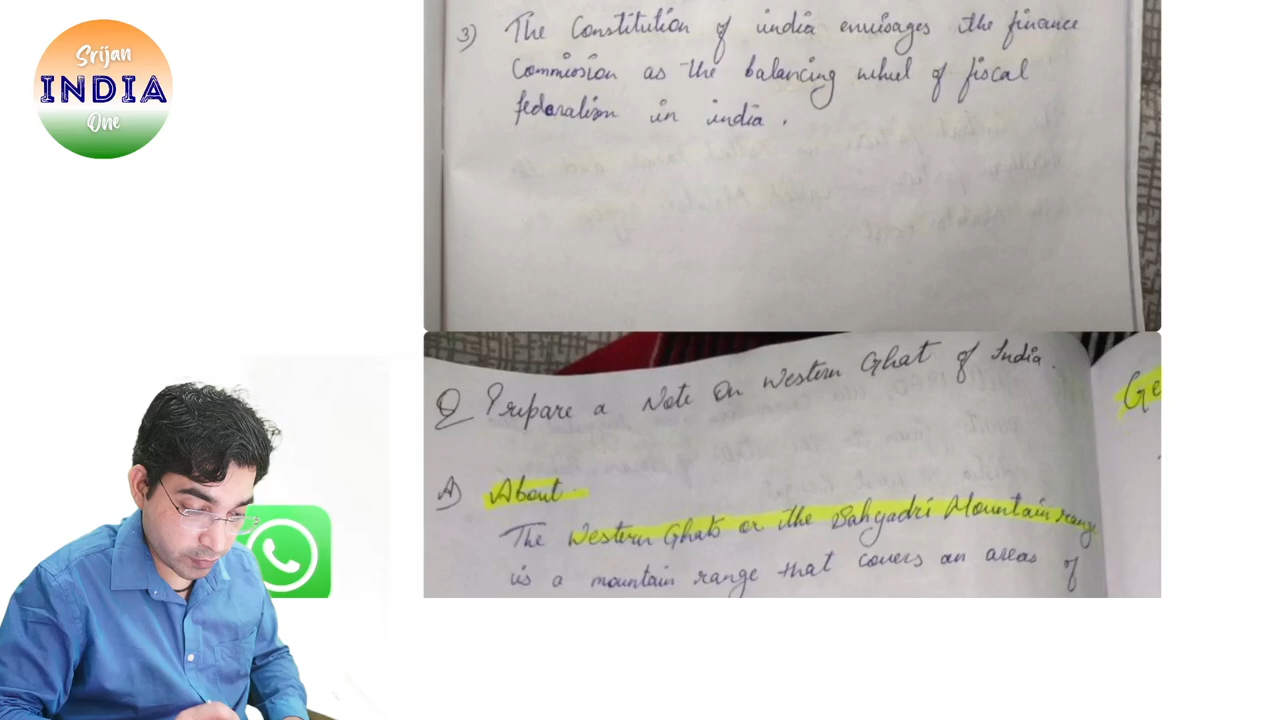 Srijan
INDIA
One
3) The Constitution of india envisages the finance
Commission as the balancing wheel of fiscal
federalism in india.
Q Prepare a Note On Western Ghat of India.
A) About
The Western Ghats or the Sahyadri Mountain range
is a mountain range that covers an areas of
Ge